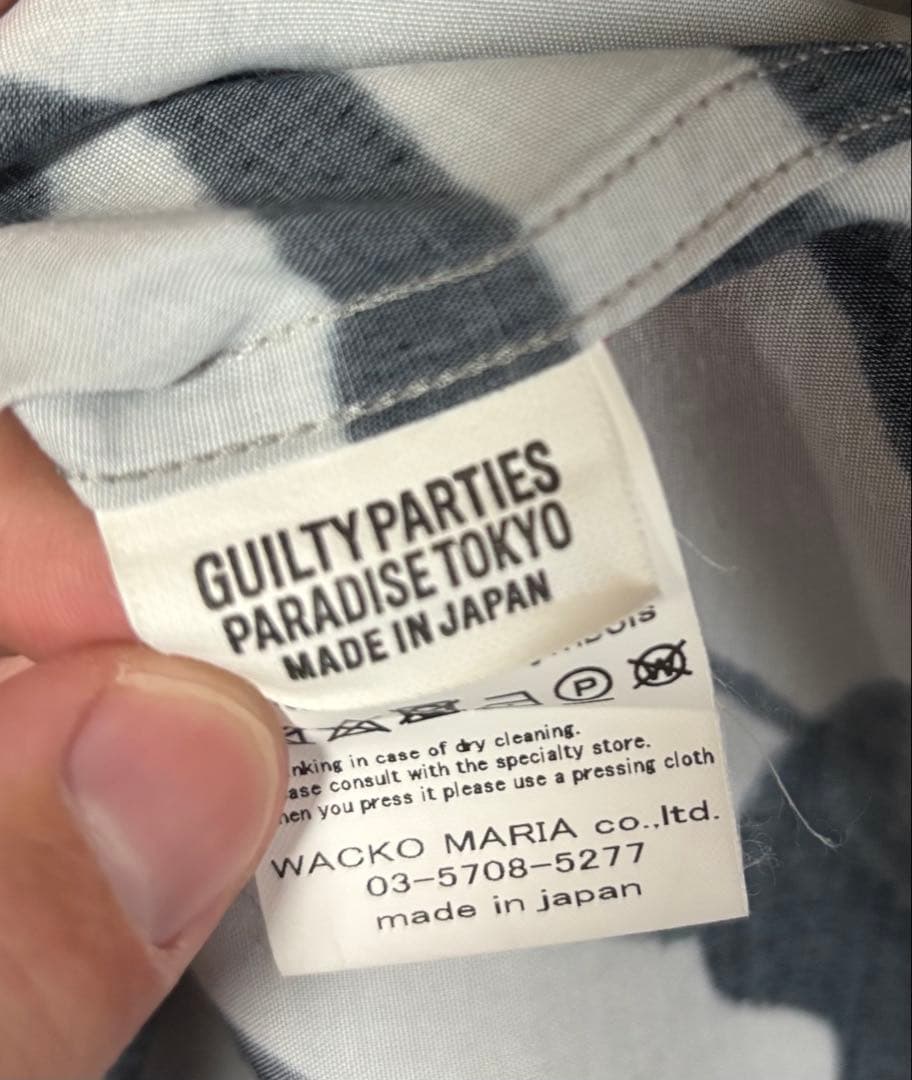 GUILTY PARTIES
PARADISE TOKYO
MADE IN JAPAN
P W
nking in case of dry cleaning.
ase consult with the specialty store.
hen you press it please use a pressing cloth
WACKO MARIA co.,ltd.
03-5708-5277
made in japan